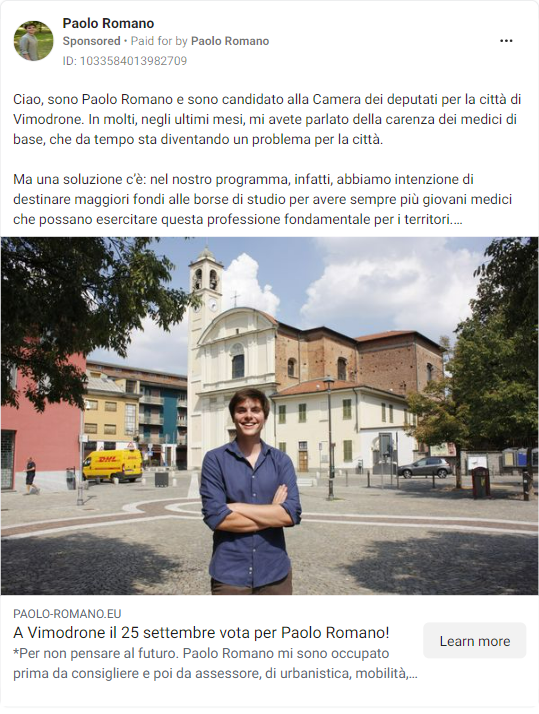 Paolo Romano
Sponsored • Paid for by Paolo Romano
ID: 1033584013982709
Ciao, sono Paolo Romano e sono candidato alla Camera dei deputati per la città di
Vimodrone. In molti, negli ultimi mesi, mi avete parlato della carenza dei medici di
base, che da tempo sta diventando un problema per la città.
Ma una soluzione c'è: nel nostro programma, infatti, abbiamo intenzione di
destinare maggiori fondi alle borse di studio per avere sempre più giovani medici
che possano esercitare questa professione fondamentale per i territori....
DHL
PAOLO-ROMANO.EU
A Vimodrone il 25 settembre vota per Paolo Romano!
*Per non pensare al futuro. Paolo Romano mi sono occupato
prima da consigliere e poi da assessore, di urbanistica, mobilità,...
Learn more